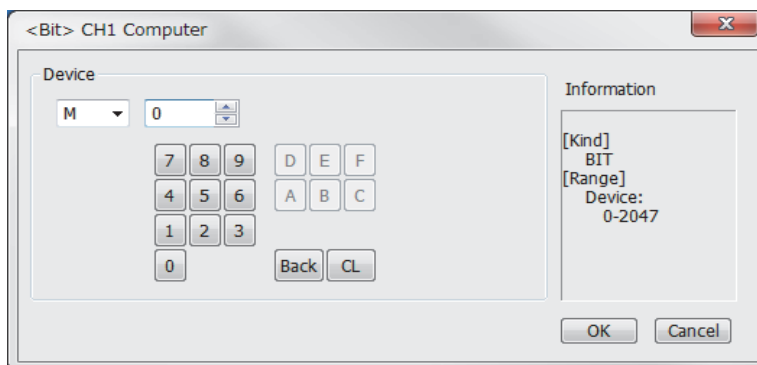 <Bit> CH1 Computer
x
Device
M 0
7 8 9 D E F
4 5 6 A B C
1 2 3
0 Back CL
Information
[Kind]
BIT
[Range]
Device:
0-2047
OK Cancel